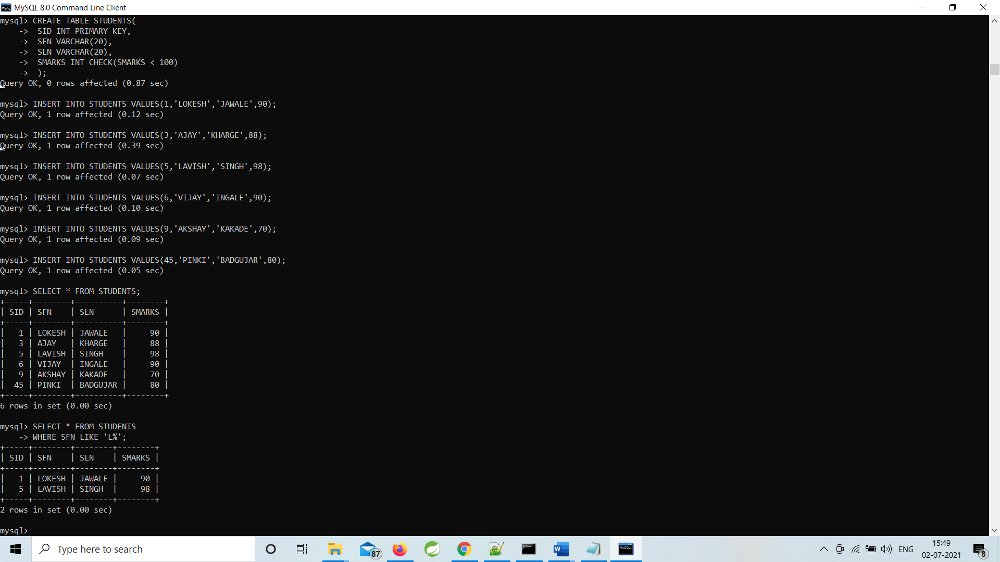 MySQL 8.0 Command Line Client
mysql> CREATE TABLE STUDENTS(
    ->  SID INT PRIMARY KEY,
    ->  SFN VARCHAR(20),
    ->  SLN VARCHAR(20),
    ->  SMARKS INT CHECK(SMARKS < 100)
    ->  );
Query OK, 0 rows affected (0.87 sec)

mysql> INSERT INTO STUDENTS VALUES(1,'LOKESH','JAWALE',90);
Query OK, 1 row affected (0.12 sec)

mysql> INSERT INTO STUDENTS VALUES(3,'AJAY','KHARGE',88);
Query OK, 1 row affected (0.39 sec)

mysql> INSERT INTO STUDENTS VALUES(5,'LAVISH','SINGH',98);
Query OK, 1 row affected (0.07 sec)

mysql> INSERT INTO STUDENTS VALUES(6,'VIJAY','INGALE',90);
Query OK, 1 row affected (0.10 sec)

mysql> INSERT INTO STUDENTS VALUES(9,'AKSHAY','KAKADE',70);
Query OK, 1 row affected (0.09 sec)

mysql> INSERT INTO STUDENTS VALUES(45,'PINKI','BADGUJAR',80);
Query OK, 1 row affected (0.05 sec)

mysql> SELECT * FROM STUDENTS;
+-----+--------+----------+--------+
| SID | SFN    | SLN      | SMARKS |
+-----+--------+----------+--------+
|   1 | LOKESH | JAWALE   |     90 |
|   3 | AJAY   | KHARGE   |     88 |
|   5 | LAVISH | SINGH    |     98 |
|   6 | VIJAY  | INGALE   |     90 |
|   9 | AKSHAY | KAKADE   |     70 |
|  45 | PINKI  | BADGUJAR |     80 |
+-----+--------+----------+--------+
6 rows in set (0.00 sec)

mysql> SELECT * FROM STUDENTS
    -> WHERE SFN LIKE 'L%';
+-----+--------+--------+--------+
| SID | SFN    | SLN    | SMARKS |
+-----+--------+--------+--------+
|   1 | LOKESH | JAWALE |     90 |
|   5 | LAVISH | SINGH  |     98 |
+-----+--------+--------+--------+
2 rows in set (0.00 sec)

mysql>
Type here to search
87
ENG
15:49
02-07-2021
8